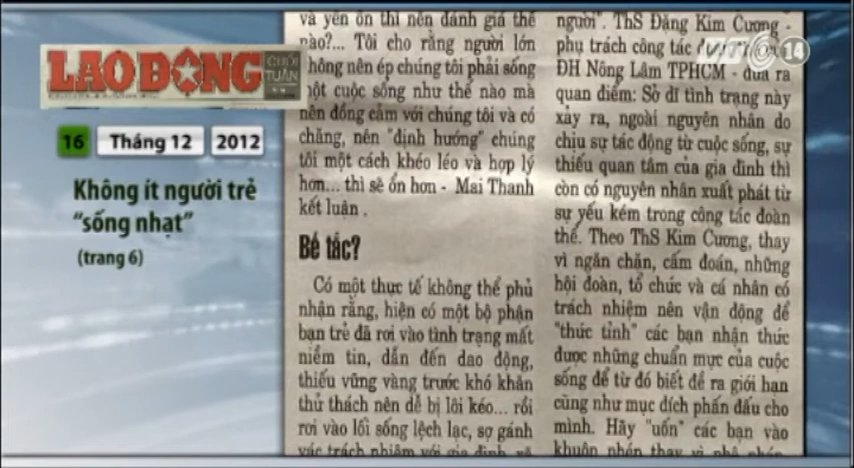 LAO ĐỘNG
CUỐI
TUẦN
16 Tháng 12 2012
Không ít người trẻ
“sống nhạt”
(trang 6)
và yên ổn thì nên đánh giá thế
nào?... Tôi cho rằng người lớn
không nên ép chúng tôi phải sống
một cuộc sống như thế nào mà
nên đồng cảm với chúng tôi và có
chăng, nên "định hướng" chúng
tôi một cách khéo léo và hợp lý
hơn... thì sẽ ổn hơn - Mai Thanh
kết luận .
Bế tắc?
Có một thực tế không thể phủ
nhận rằng, hiện có một bộ phận
bạn trẻ đã rơi vào tình trạng mất
niềm tin, dẫn đến dao động,
thiếu vững vàng trước khó khăn
thử thách nên dễ bị lôi kéo... rồi
rơi vào lối sống lệch lạc, sợ gánh
vác trách nhiệm với gia đình
người". ThS Đặng Kim Cương -
phụ trách công tác
ĐH Nông Lâm TPHCM - đưa ra
quan điểm: Sở dĩ tình trạng này
xảy ra, ngoài nguyên nhân do
chịu sự tác động từ cuộc sống, sự
thiếu quan tâm của gia đình thì
còn có nguyên nhân xuất phát từ
sự yếu kém trong công tác đoàn
thể. Theo ThS Kim Cương, thay
vì ngăn chặn, cấm đoán, những
hội đoàn, tổ chức và cá nhân có
trách nhiệm nên vận động để
"thức tỉnh" các bạn nhận thức
được những chuẩn mực của cuộc
sống để từ đó biết đề ra giới hạn
cũng như mục đích phấn đấu cho
mình. Hãy "uốn" các bạn vào
khuôn phép thay vì
VTC14